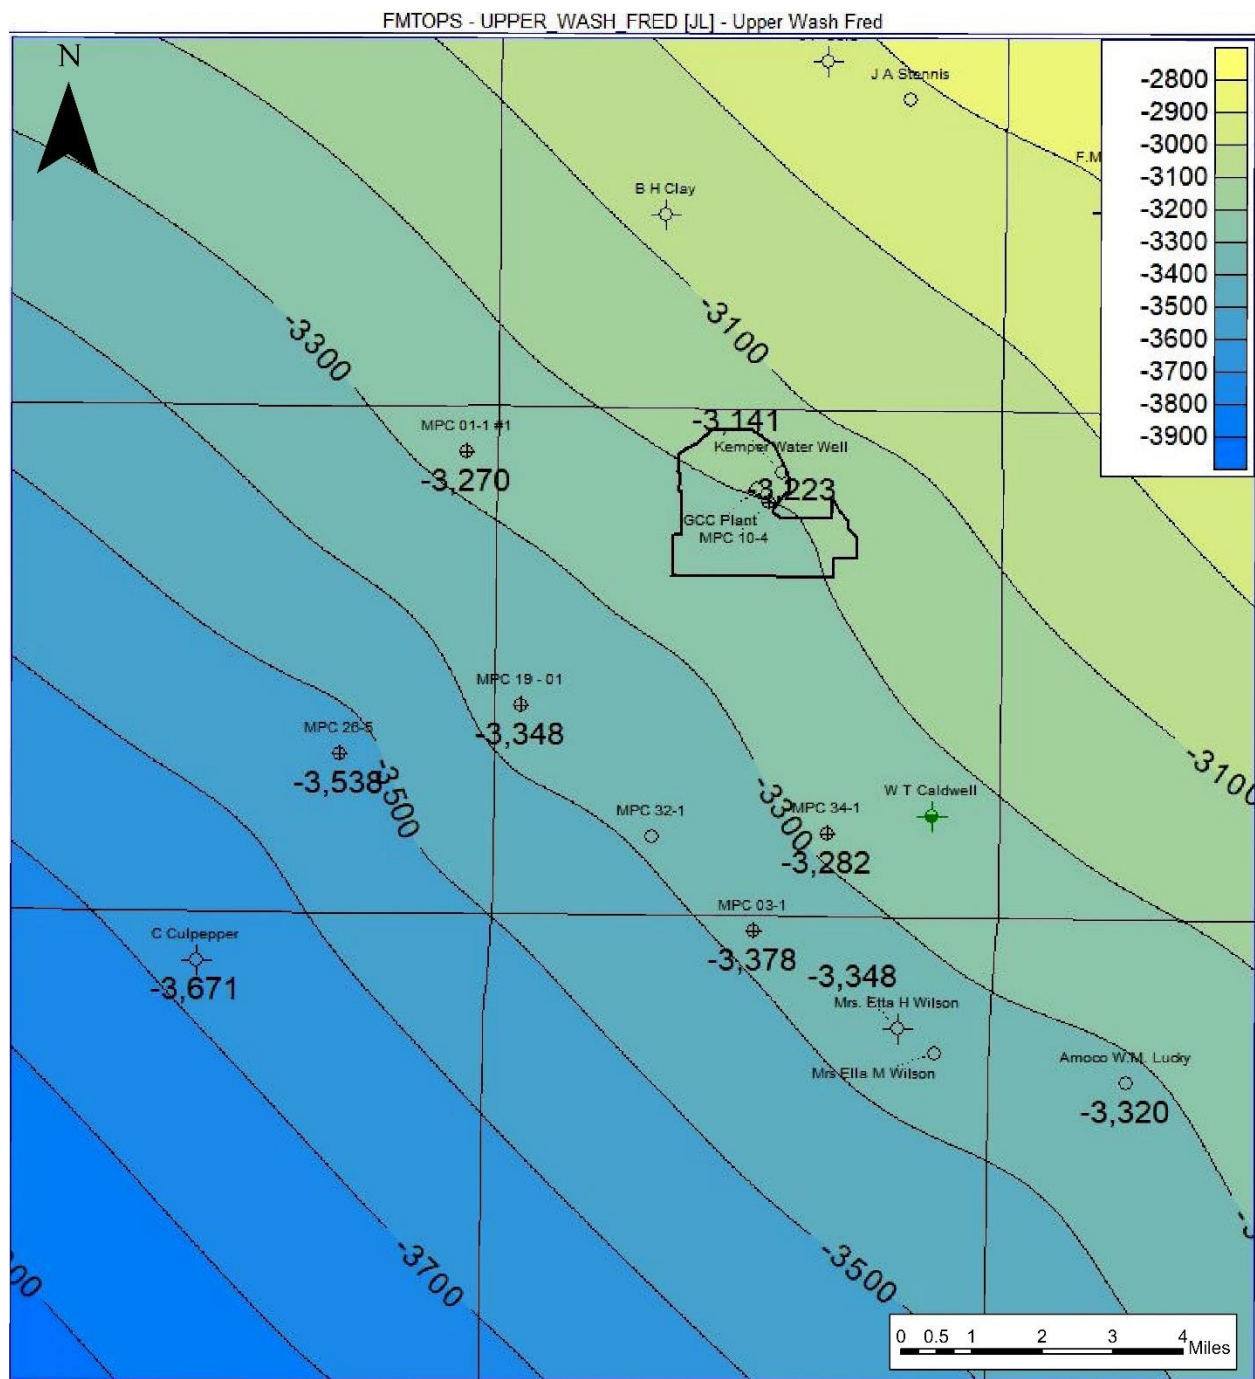 FMTOPS - UPPER_WASH_FRED [JL] - Upper Wash Fred
N
J A Stennis
F.M
B H Clay
-2800
-2900
-3000
-3100
-3200
-3300
-3400
-3500
-3600
-3700
-3800
-3900
-3100
-3300
MPC 01-1 #1
-3,270
-3,141
Kemper Water Well
-3,223
GCC Plant
MPC 10-4
MPC 19 - 01
-3,348
MPC 26-5
-3,538
-3500
-3100
W T Caldwell
MPC 32-1
-3300
MPC 34-1
-3,282
MPC 03-1
-3,378
-3,348
C Culpepper
-3,671
Mrs. Etta H Wilson
Mrs Ella M Wilson
Amoco W.M. Lucky
-3,320
-3700
-3500
0 0.5 1 2 3 4
Miles